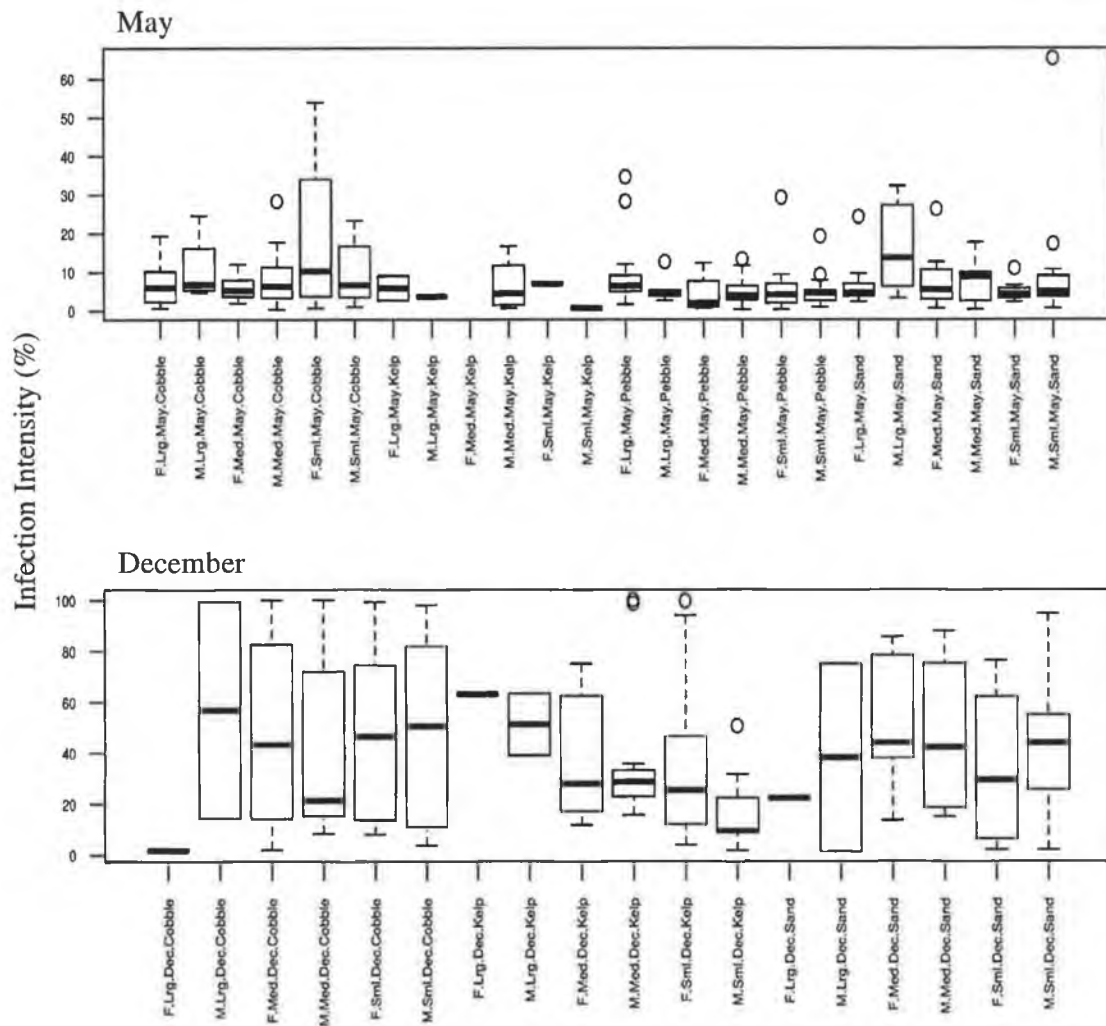 May
Infection Intensity (%)
60
50
40
30
20
10
0
F.Lrg.May.Cobble
M.Lrg.May.Cobble
F.Med.May.Cobble
M.Med.May.Cobble
F.Sml.May.Cobble
M.Sml.May.Cobble
F.Lrg.May.Kelp
M.Lrg.May.Kelp
F.Med.May.Kelp
M.Med.May.Kelp
F.Sml.May.Kelp
M.Sml.May.Kelp
F.Lrg.May.Pebble
M.Lrg.May.Pebble
F.Med.May.Pebble
M.Med.May.Pebble
F.Sml.May.Pebble
M.Sml.May.Pebble
F.Lrg.May.Sand
M.Lrg.May.Sand
F.Med.May.Sand
M.Med.May.Sand
F.Sml.May.Sand
M.Sml.May.Sand
December
100
80
60
40
20
0
F.Lrg.Dec.Cobble
M.Lrg.Dec.Cobble
F.Med.Dec.Cobble
M.Med.Dec.Cobble
F.Sml.Dec.Cobble
M.Sml.Dec.Cobble
F.Lrg.Dec.Kelp
M.Lrg.Dec.Kelp
F.Med.Dec.Kelp
M.Med.Dec.Kelp
F.Sml.Dec.Kelp
M.Sml.Dec.Kelp
F.Lrg.Dec.Sand
M.Lrg.Dec.Sand
F.Med.Dec.Sand
M.Med.Dec.Sand
F.Sml.Dec.Sand
M.Sml.Dec.Sand